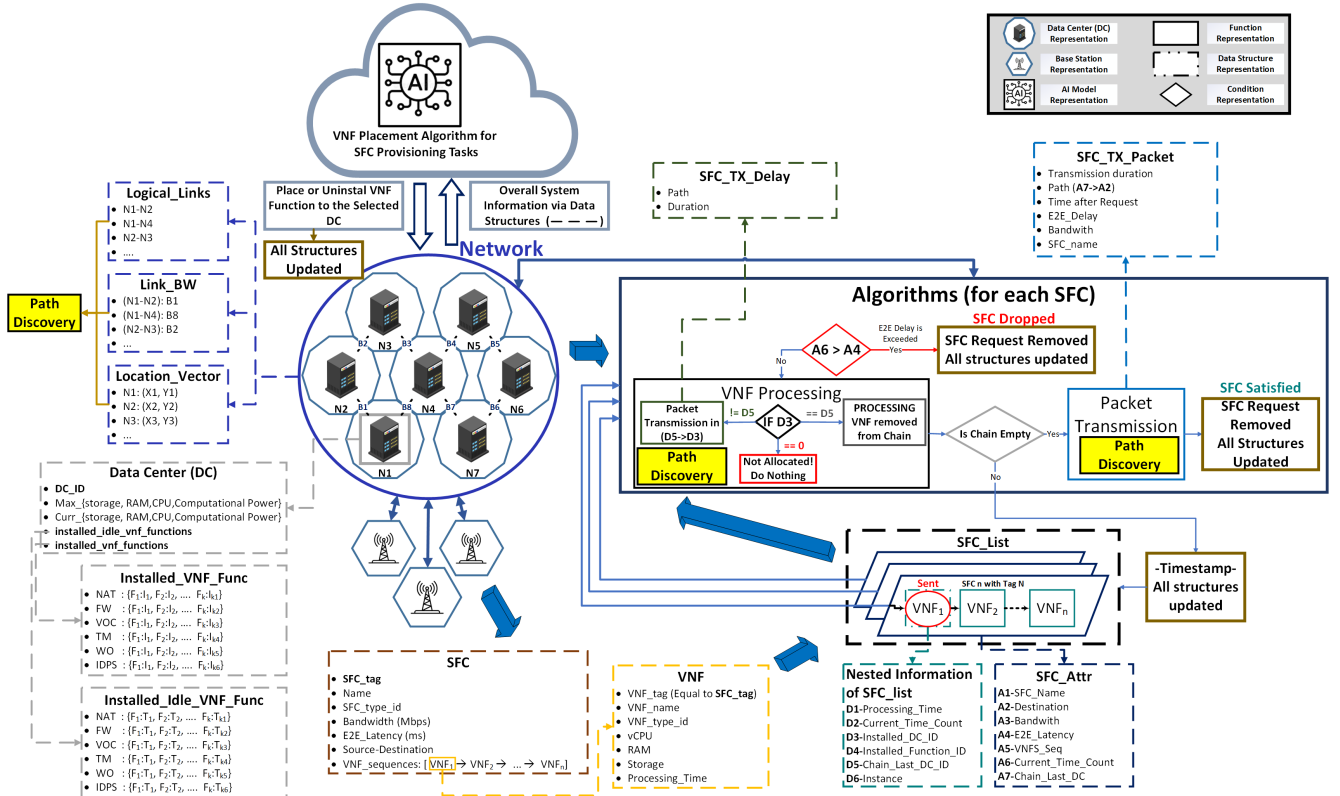 AI
VNF Placement Algorithm for
SFC Provisioning Tasks
Data Center (DC)
Representation
Function
Representation
Base Station
Representation
Data Structure
Representation
AI
AI Model
Representation
Condition
Representation
Place or Uninstal VNF
Function to the Selected
DC
Overall System
Information via Data
Structures (— — —)
All Structures
Updated
Network
Logical_Links
• N1-N2
• N1-N4
• N2-N3
• ....
Link_BW
• (N1-N2): B1
• (N1-N4): B8
• (N2-N3): B2
• ...
Location_Vector
• N1: (X1, Y1)
• N2: (X2, Y2)
• N3: (X3, Y3)
• ...
Path
Discovery
B2
N3
B3
B4
N5
B5
N2
B1
B8
N4
B7
B6
N6
N1
N7
SFC_TX_Delay
• Path
• Duration
SFC_TX_Packet
• Transmission duration
• Path (A7->A2)
• Time after Request
• E2E_Delay
• Bandwith
• SFC_name
Algorithms (for each SFC)
A6 > A4
E2E Delay is
Exceeded
Yes
No
SFC Dropped
SFC Request Removed
All structures updated
VNF Processing
Packet
Transmission in
(D5->D3)
!= D5
IF D3
== D5
== 0
PROCESSING
VNF removed
from Chain
Path
Discovery
Not Allocated!
Do Nothing
Is Chain Empty
Yes
No
Packet
Transmission
Path
Discovery
SFC Satisfied
SFC Request
Removed
All Structures
Updated
Data Center (DC)
• DC_ID
• Max_{storage, RAM,CPU,Computational Power}
• Curr_{storage, RAM,CPU,Computational Power}
• installed_idle_vnf_functions
• installed_vnf_functions
Installed_VNF_Func
• NAT : {F1:I1, F2:I2, .... Fk:Ik1}
• FW : {F1:I1, F2:I2, .... Fk:Ik2}
• VOC : {F1:I1, F2:I2, .... Fk:Ik3}
• TM : {F1:I1, F2:I2, .... Fk:Ik4}
• WO : {F1:I1, F2:I2, .... Fk:Ik5}
• IDPS : {F1:I1, F2:I2, .... Fk:Ik6}
Installed_Idle_VNF_Func
• NAT : {F1:T1, F2:T2, .... Fk:Tk1}
• FW : {F1:T1, F2:T2, .... Fk:Tk2}
• VOC : {F1:T1, F2:T2, .... Fk:Tk3}
• TM : {F1:T1, F2:T2, .... Fk:Tk4}
• WO : {F1:T1, F2:T2, .... Fk:Tk5}
• IDPS : {F1:T1, F2:T2, .... Fk:Tk6}
SFC
• SFC_tag
• Name
• SFC_type_id
• Bandwidth (Mbps)
• E2E_Latency (ms)
• Source-Destination
• VNF_sequences: [ VNF1 → VNF2 → ... → VNFn]
VNF
• VNF_tag (Equal to SFC_tag)
• VNF_name
• VNF_type_id
• vCPU
• RAM
• Storage
• Processing_Time
SFC_List
Sent
SFC n with Tag N
VNF1
VNF2
VNFn
-Timestamp-
All structures
updated
Nested Information
of SFC_list
D1-Processing_Time
D2-Current_Time_Count
D3-Installed_DC_ID
D4-Installed_Function_ID
D5-Chain_Last_DC_ID
D6-Instance
SFC_Attr
A1-SFC_Name
A2-Destination
A3-Bandwith
A4-E2E_Latency
A5-VNFS_Seq
A6-Current_Time_Count
A7-Chain_Last_DC